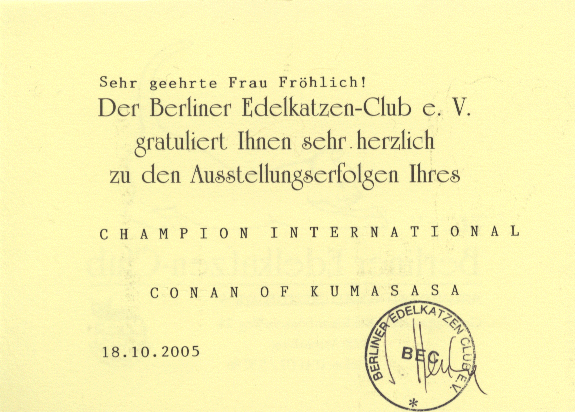 Sehr geehrte Frau Fröhlich!
Der Berliner Edelkatzen-Club e. V.
gratuliert Ihnen sehr herzlich
zu den Ausstellungserfolgen Ihres
CHAMPION INTERNATIONAL
CONAN OF KUMASASA
18.10.2005
BERLINER EDELKATZEN CLUB E.V.
BEC
*